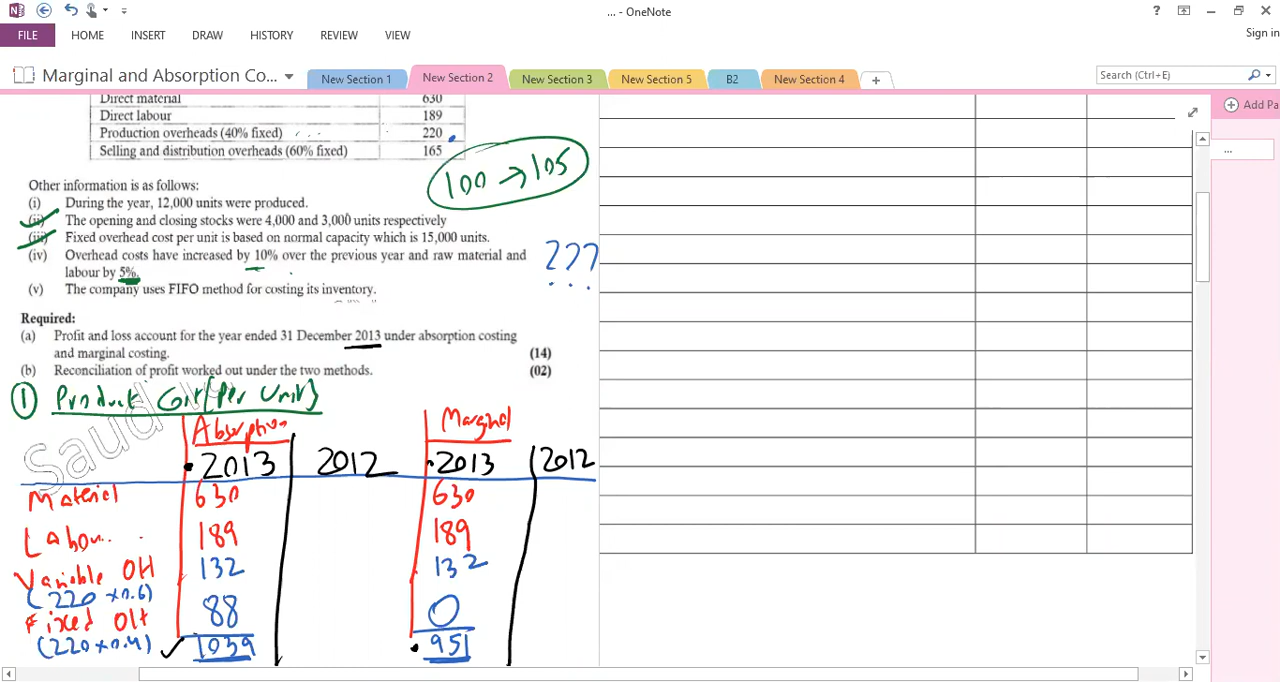 ... - OneNote
?
FILE HOME INSERT DRAW HISTORY REVIEW VIEW
Sign in
Marginal and Absorption Co...
New Section 1 New Section 2 New Section 3 New Section 5 B2 New Section 4 +
Search (Ctrl+E)
Add Pa
...
Direct material 630
Direct labour 189
Production overheads (40% fixed) 220
Selling and distribution overheads (60% fixed) 165
100 → 105
Other information is as follows:
(i) During the year, 12,000 units were produced.
(ii) The opening and closing stocks were 4,000 and 3,000 units respectively
(iii) Fixed overhead cost per unit is based on normal capacity which is 15,000 units.
(iv) Overhead costs have increased by 10% over the previous year and raw material and
labour by 5%.
???
(v) The company uses FIFO method for costing its inventory.
Required:
(a) Profit and loss account for the year ended 31 December 2013 under absorption costing
and marginal costing. (14)
(b) Reconciliation of profit worked out under the two methods. (02)
1 Product Cost (Per Unit)
Absorption Marginal
2013 2012 2013 2012
Material 630 630
Labour 189 189
Variable OH 132 132
(220 × 0.6)
Fixed OH 88 0
(220 × 0.4) 1039 951